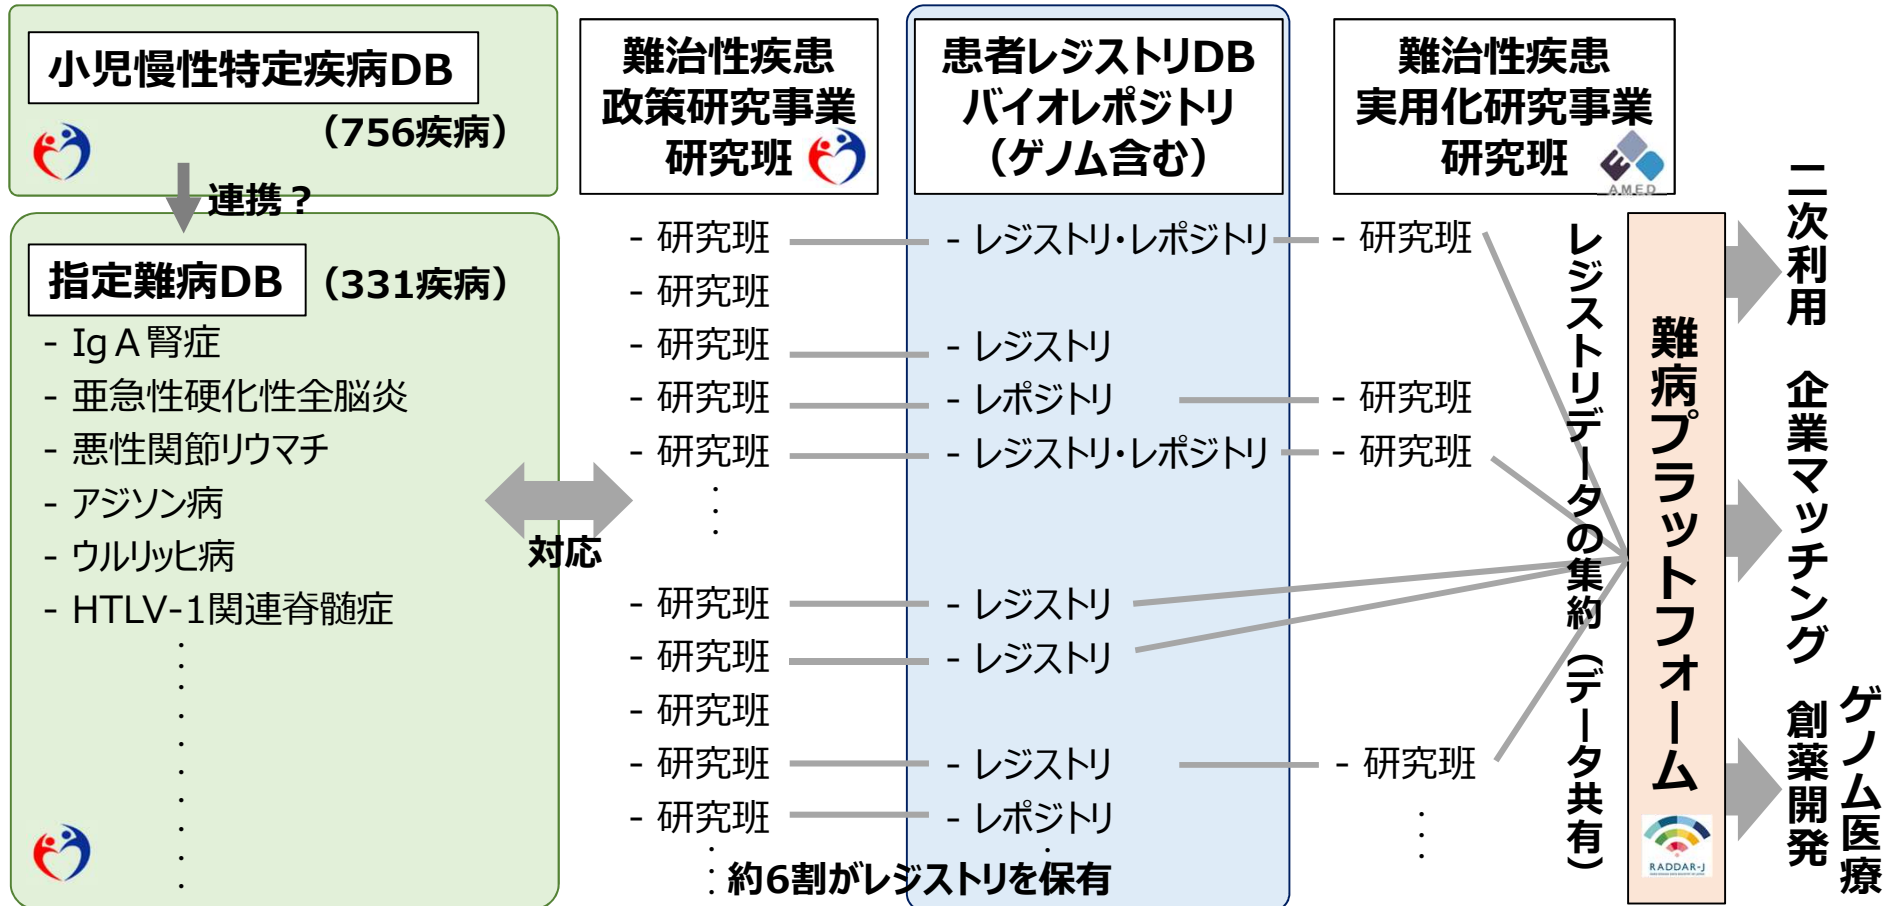 小児慢性特定疾病DB
（756疾病）
連携？
指定難病DB
（331疾病）
- IgA腎症
- 亜急性硬化性全脳炎
- 悪性関節リウマチ
- アジソン病
- ウルリッヒ病
- HTLV-1関連脊髄症
対応
難治性疾患
政策研究事業
研究班
- 研究班
- 研究班
- 研究班
- 研究班
- 研究班
- 研究班
- 研究班
- 研究班
- 研究班
- 研究班
約6割がレジストリを保有
患者レジストリDB
バイオレポジトリ
（ゲノム含む）
- レジストリ・レポジトリ
- レジストリ
- レポジトリ
- レジストリ・レポジトリ
- レジストリ
- レジストリ
- レジストリ
- レポジトリ
難治性疾患
実用化研究事業
研究班
AMED
- 研究班
- 研究班
- 研究班
- 研究班
レジストリデータの集約（データ共有）
難病プラットフォーム
RADDAR-J
二次利用
企業マッチング
創薬開発
ゲノム医療